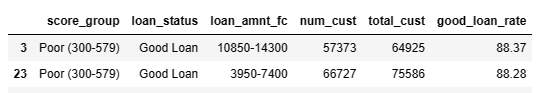 score_group loan_status loan_amnt_fc num_cust total_cust good_loan_rate
3 Poor (300-579) Good Loan 10850-14300 57373 64925 88.37
23 Poor (300-579) Good Loan 3950-7400 66727 75586 88.28